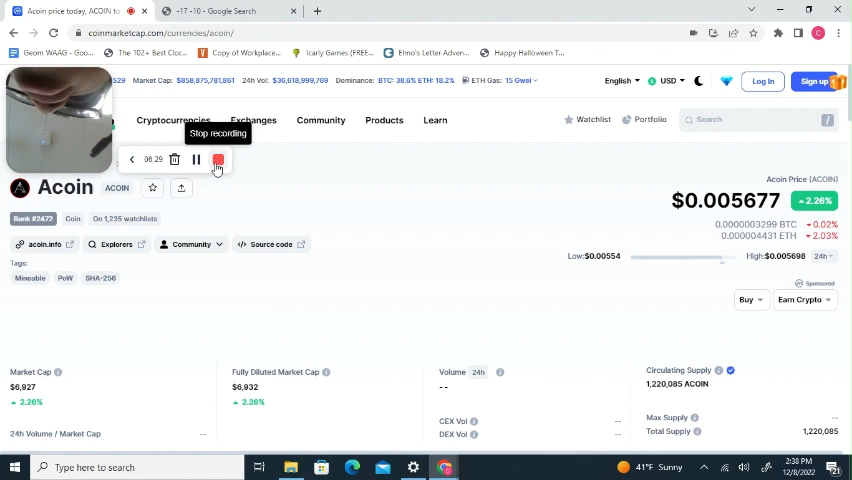 Acoin price today, ACOIN to
-17 -10 - Google Search
coinmarketcap.com/currencies/acoin/
Geom WAAG - Goo... The 102+ Best Cloc... Copy of Workplace... Icarly Games (FREE... Elmo's Letter Adven... Happy Halloween T...
529 Market Cap: $858,875,781,861 24h Vol: $36,618,999,769 Dominance: BTC: 38.6% ETH: 18.2% ETH Gas: 15 Gwei
English USD Log In Sign up
Cryptocurrencies Exchanges Community Products Learn
Watchlist Portfolio Search /
Stop recording
06:29
Acoin ACOIN
Acoin Price (ACOIN)
$0.005677 2.26%
Rank #2472 Coin On 1,235 watchlists
0.0000003299 BTC 0.02%
0.000004431 ETH 2.03%
acoin.info Explorers Community Source code
Low:$0.00554 High:$0.005698 24h
Tags:
Mineable PoW SHA-256
Sponsored
Buy Earn Crypto
Market Cap
$6,927
2.26%
24h Volume / Market Cap --
Fully Diluted Market Cap
$6,932
2.26%
Volume 24h
--
CEX Vol --
DEX Vol --
Circulating Supply
1,220,085 ACOIN
Max Supply --
Total Supply 1,220,085
Type here to search
41°F Sunny
2:38 PM
12/8/2022
21